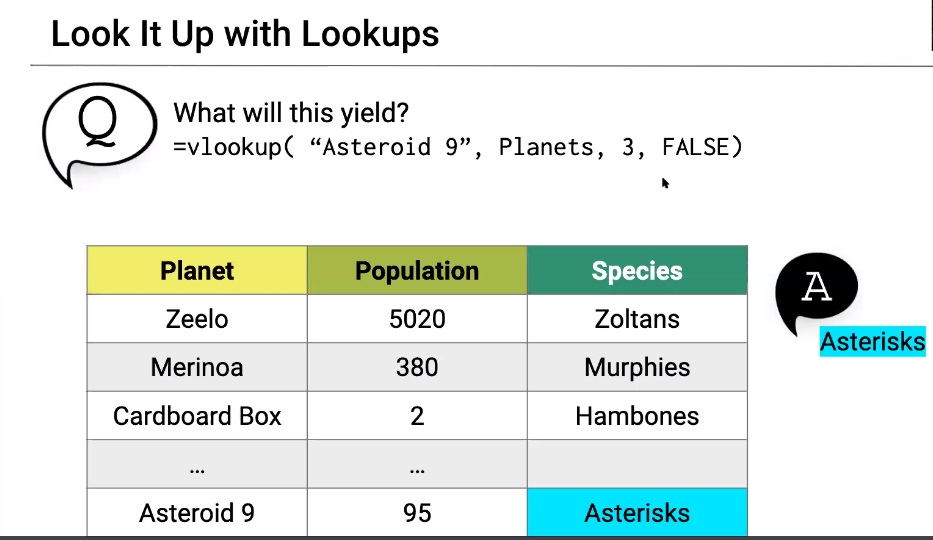 Look It Up with Lookups
Q
What will this yield?
=vlookup( “Asteroid 9”, Planets, 3, FALSE)
Planet Population Species
Zeelo 5020 Zoltans
A
Asterisks
Merinoa 380 Murphies
Cardboard Box 2 Hambones
... ...
Asteroid 9 95 Asterisks